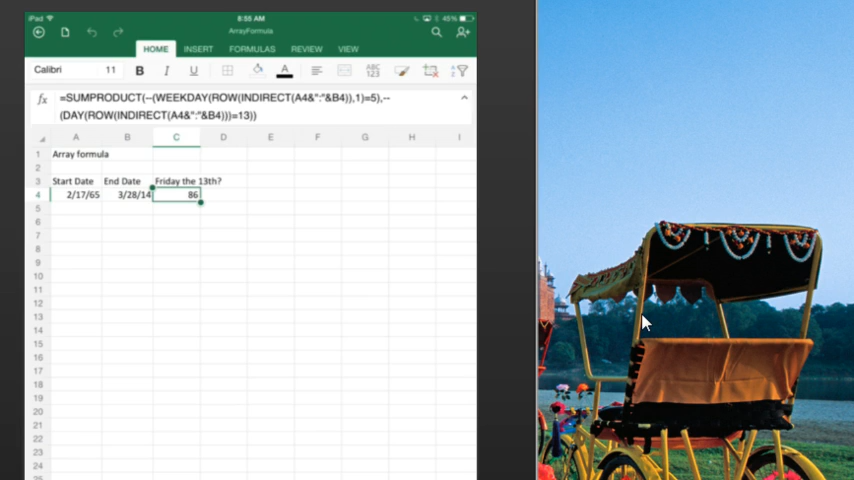 iPad 8:55 AM 45%
ArrayFormula
HOME INSERT FORMULAS REVIEW VIEW
Calibri 11 B I U A ABC 123
fx =SUMPRODUCT(--(WEEKDAY(ROW(INDIRECT(A4&":"&B4)),1)=5),--
(DAY(ROW(INDIRECT(A4&":"&B4)))=13))
A B C D E F G H I
1 Array formula
2
3 Start Date End Date Friday the 13th?
4 2/17/65 3/28/14 86
5
6
7
8
9
10
11
12
13
14
15
16
17
18
19
20
21
22
23
24
25